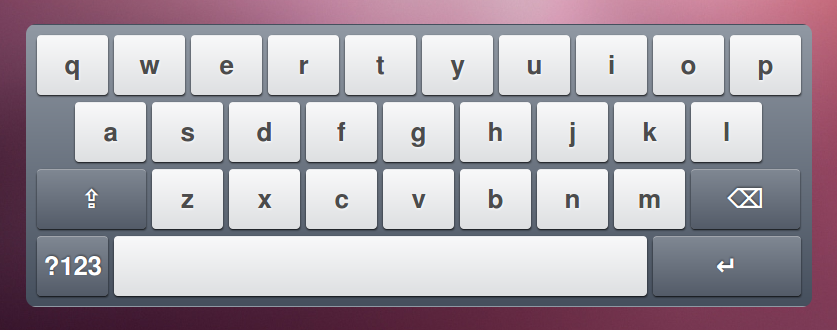 q w e r t y u i o p
a s d f g h j k l
⇪ z x c v b n m ⌫
?123 ↵